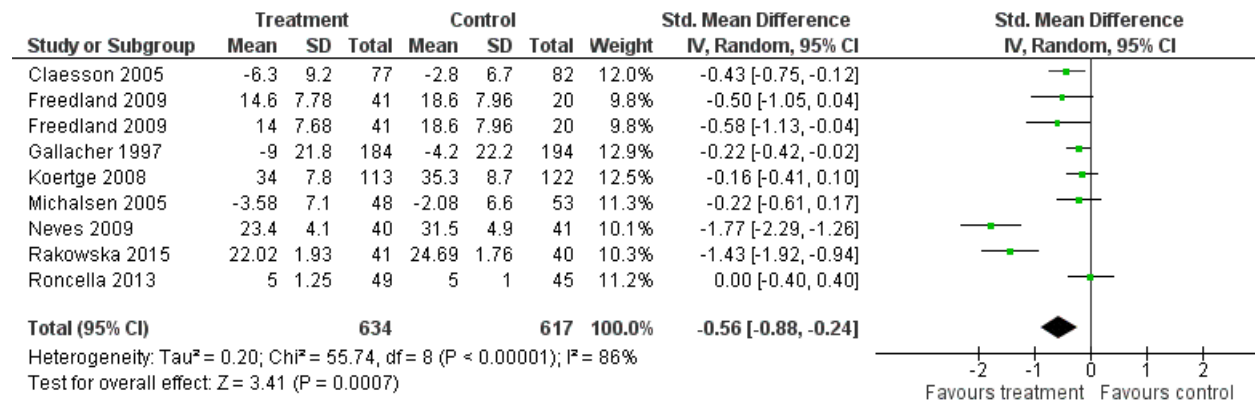 Treatment Control Std. Mean Difference Std. Mean Difference
Study or Subgroup Mean SD Total Mean SD Total Weight IV, Random, 95% CI IV, Random, 95% CI
Claesson 2005 -6.3 9.2 77 -2.8 6.7 82 12.0% -0.43 [-0.75, -0.12]
Freedland 2009 14.6 7.78 41 18.6 7.96 20 9.8% -0.50 [-1.05, 0.04]
Freedland 2009 14 7.68 41 18.6 7.96 20 9.8% -0.58 [-1.13, -0.04]
Gallacher 1997 -9 21.8 184 -4.2 22.2 194 12.9% -0.22 [-0.42, -0.02]
Koertge 2008 34 7.8 113 35.3 8.7 122 12.5% -0.16 [-0.41, 0.10]
Michalsen 2005 -3.58 7.1 48 -2.08 6.6 53 11.3% -0.22 [-0.61, 0.17]
Neves 2009 23.4 4.1 40 31.5 4.9 41 10.1% -1.77 [-2.29, -1.26]
Rakowska 2015 22.02 1.93 41 24.69 1.76 40 10.3% -1.43 [-1.92, -0.94]
Roncella 2013 5 1.25 49 5 1 45 11.2% 0.00 [-0.40, 0.40]
Total (95% CI) 634 617 100.0% -0.56 [-0.88, -0.24]
Heterogeneity: Tau² = 0.20; Chi² = 55.74, df = 8 (P < 0.00001); I² = 86%
Test for overall effect: Z = 3.41 (P = 0.0007)
-2 -1 0 1 2
Favours treatment Favours control